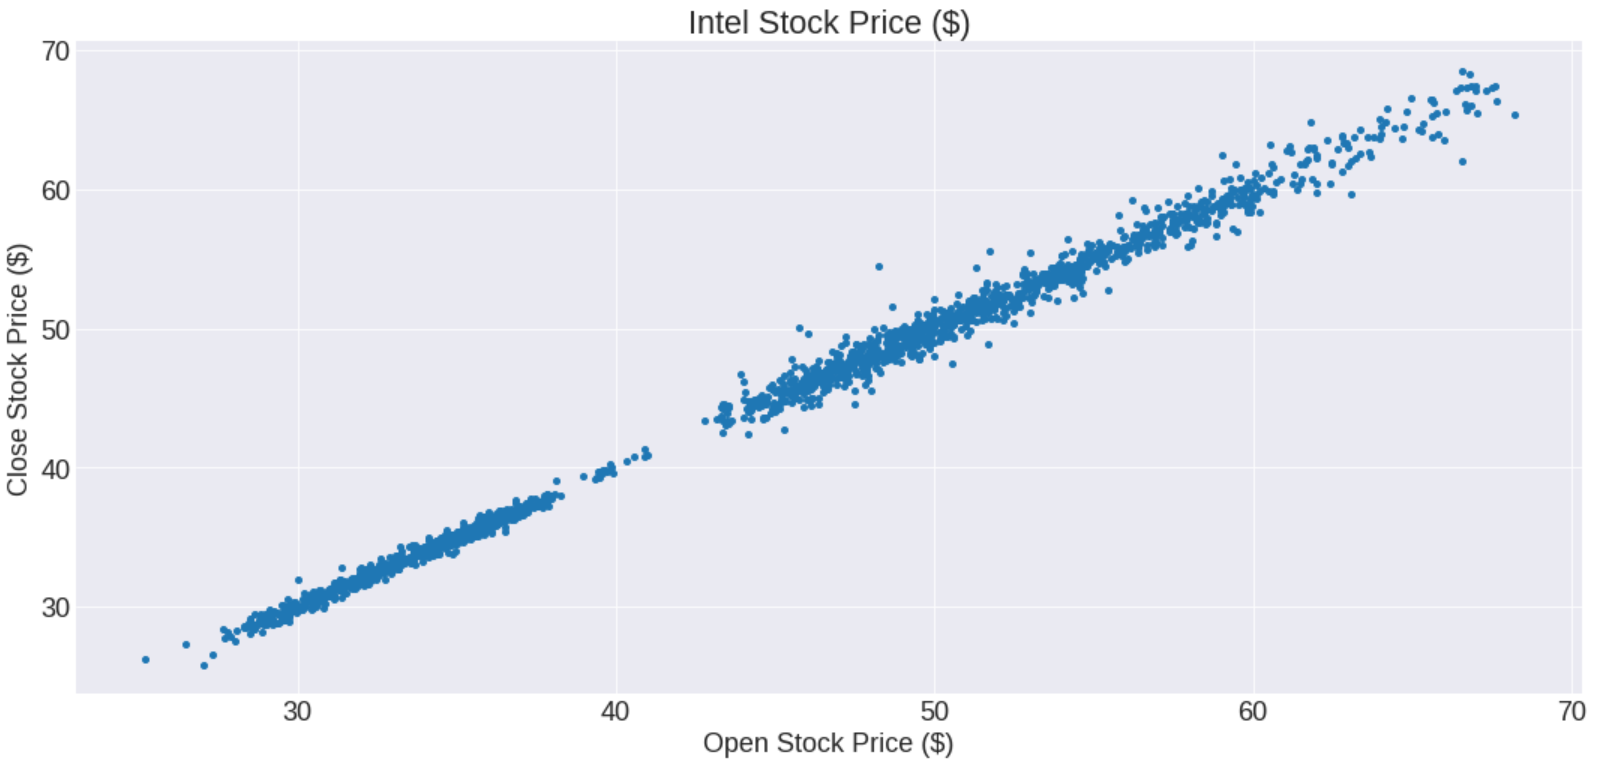 Intel Stock Price ($)
70
60
50
40
30
Close Stock Price ($)
30 40 50 60 70
Open Stock Price ($)